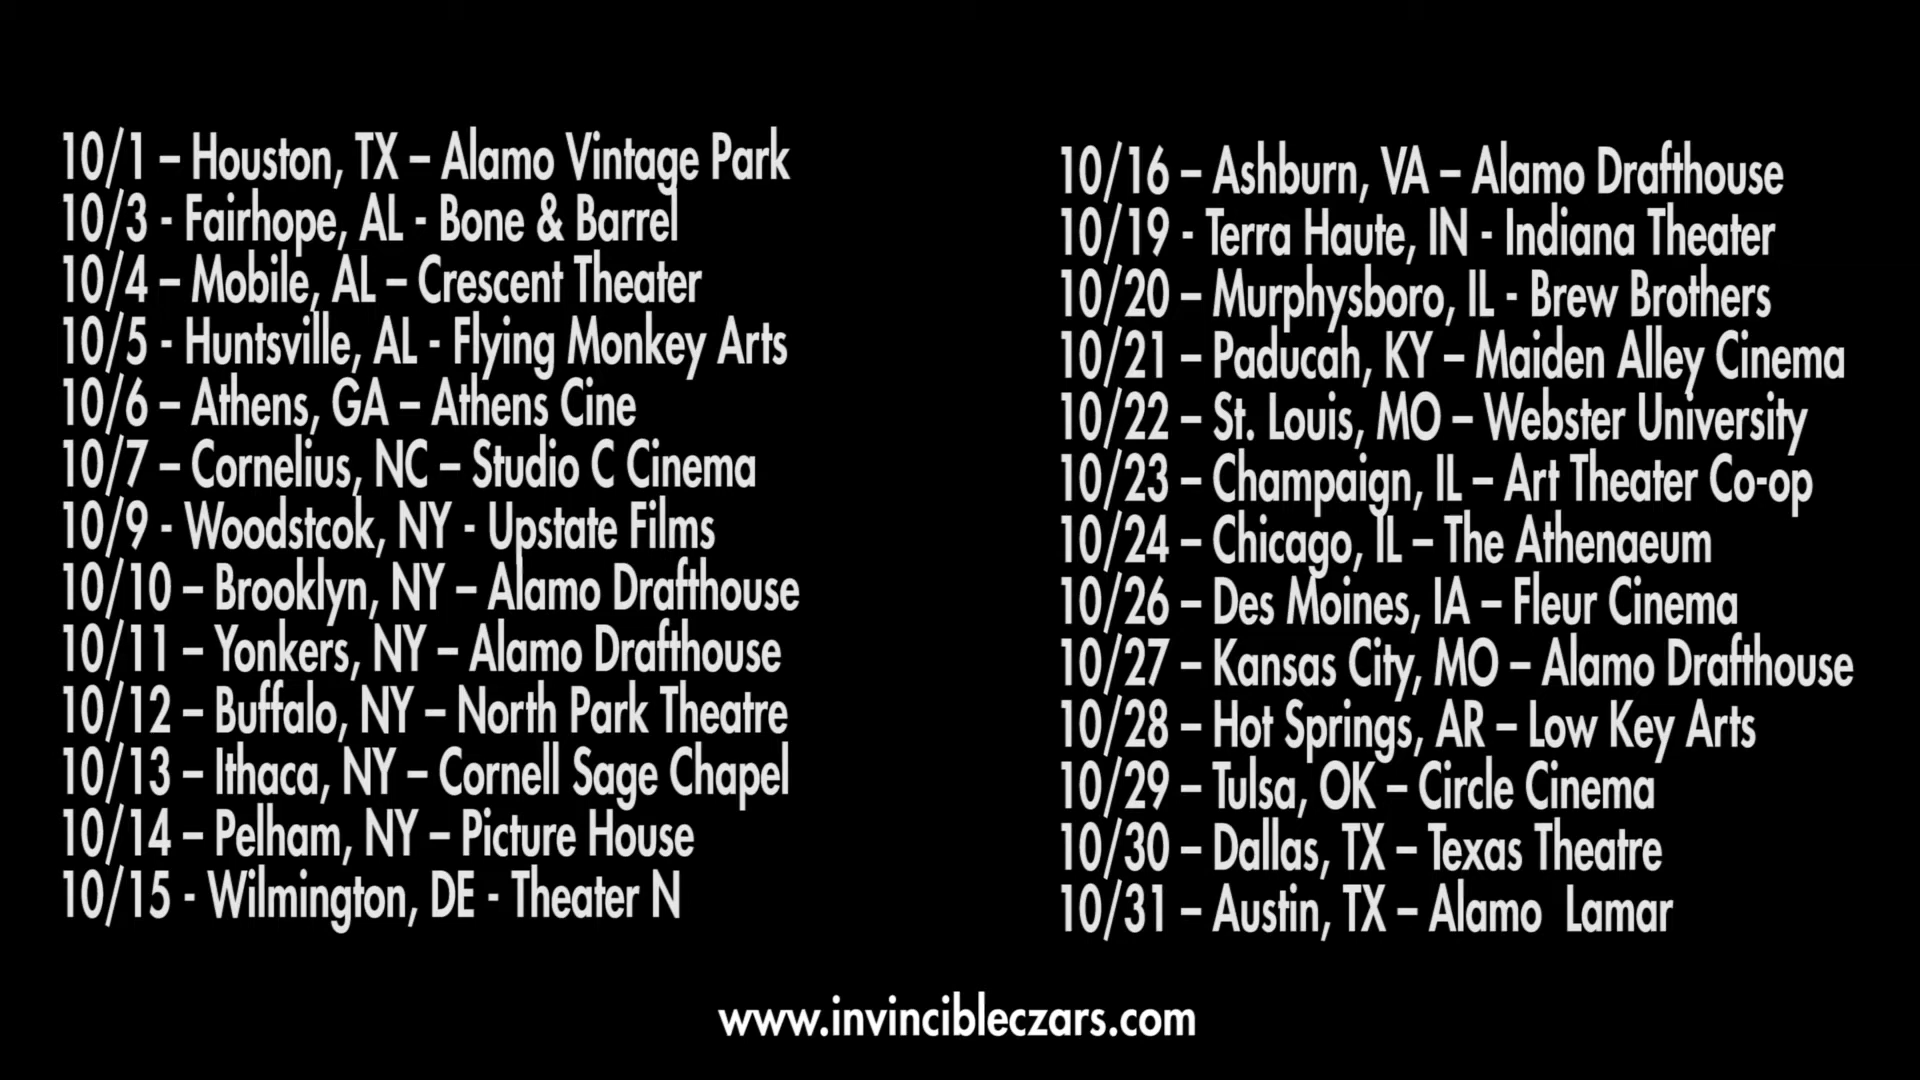 10/1 – Houston, TX – Alamo Vintage Park
10/3 - Fairhope, AL - Bone & Barrel
10/4 – Mobile, AL – Crescent Theater
10/5 - Huntsville, AL - Flying Monkey Arts
10/6 – Athens, GA – Athens Cine
10/7 – Cornelius, NC – Studio C Cinema
10/9 - Woodstcok, NY - Upstate Films
10/10 – Brooklyn, NY – Alamo Drafthouse
10/11 – Yonkers, NY – Alamo Drafthouse
10/12 – Buffalo, NY – North Park Theatre
10/13 – Ithaca, NY – Cornell Sage Chapel
10/14 – Pelham, NY – Picture House
10/15 - Wilmington, DE - Theater N
10/16 – Ashburn, VA – Alamo Drafthouse
10/19 - Terra Haute, IN - Indiana Theater
10/20 – Murphysboro, IL - Brew Brothers
10/21 – Paducah, KY – Maiden Alley Cinema
10/22 – St. Louis, MO – Webster University
10/23 – Champaign, IL – Art Theater Co-op
10/24 – Chicago, IL – The Athenaeum
10/26 – Des Moines, IA – Fleur Cinema
10/27 – Kansas City, MO – Alamo Drafthouse
10/28 – Hot Springs, AR – Low Key Arts
10/29 – Tulsa, OK – Circle Cinema
10/30 – Dallas, TX – Texas Theatre
10/31 – Austin, TX – Alamo  Lamar
www.invincibleczars.com